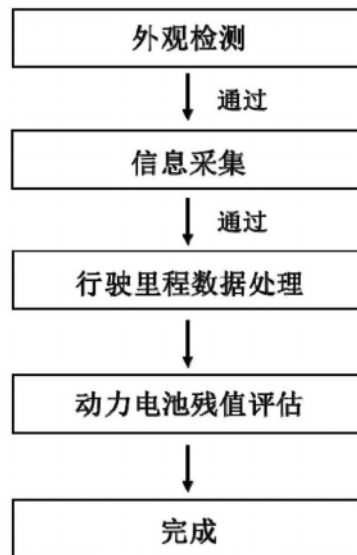 外观检测
通过
信息采集
通过
行驶里程数据处理
动力电池残值评估
完成